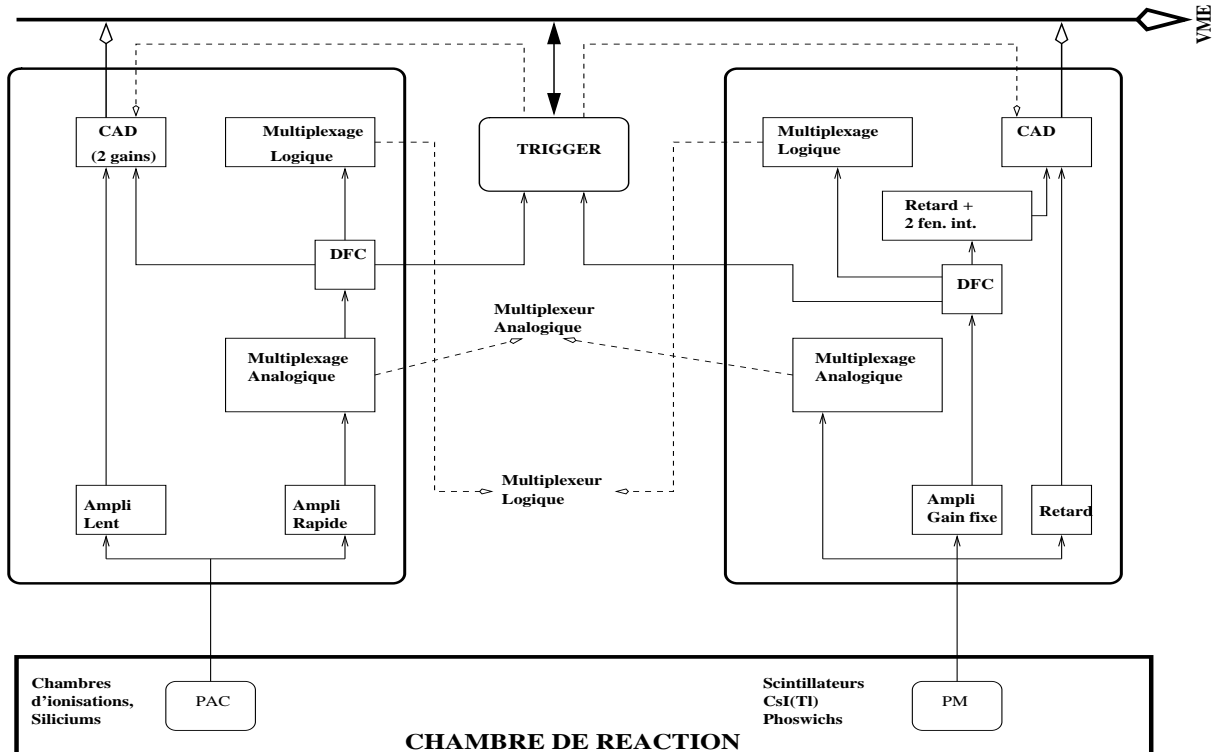 VME
CAD
(2 gains)
Multiplexage
Logique
TRIGGER
Multiplexage
Logique
CAD
Retard +
2 fen. int.
DFC
DFC
Multiplexeur
Analogique
Multiplexage
Analogique
Multiplexage
Analogique
Multiplexeur
Logique
Ampli
Lent
Ampli
Rapide
Ampli
Gain fixe
Retard
Chambres
d'ionisations,
Siliciums
PAC
Scintillateurs
CsI(Tl)
Phoswichs
PM
CHAMBRE DE REACTION